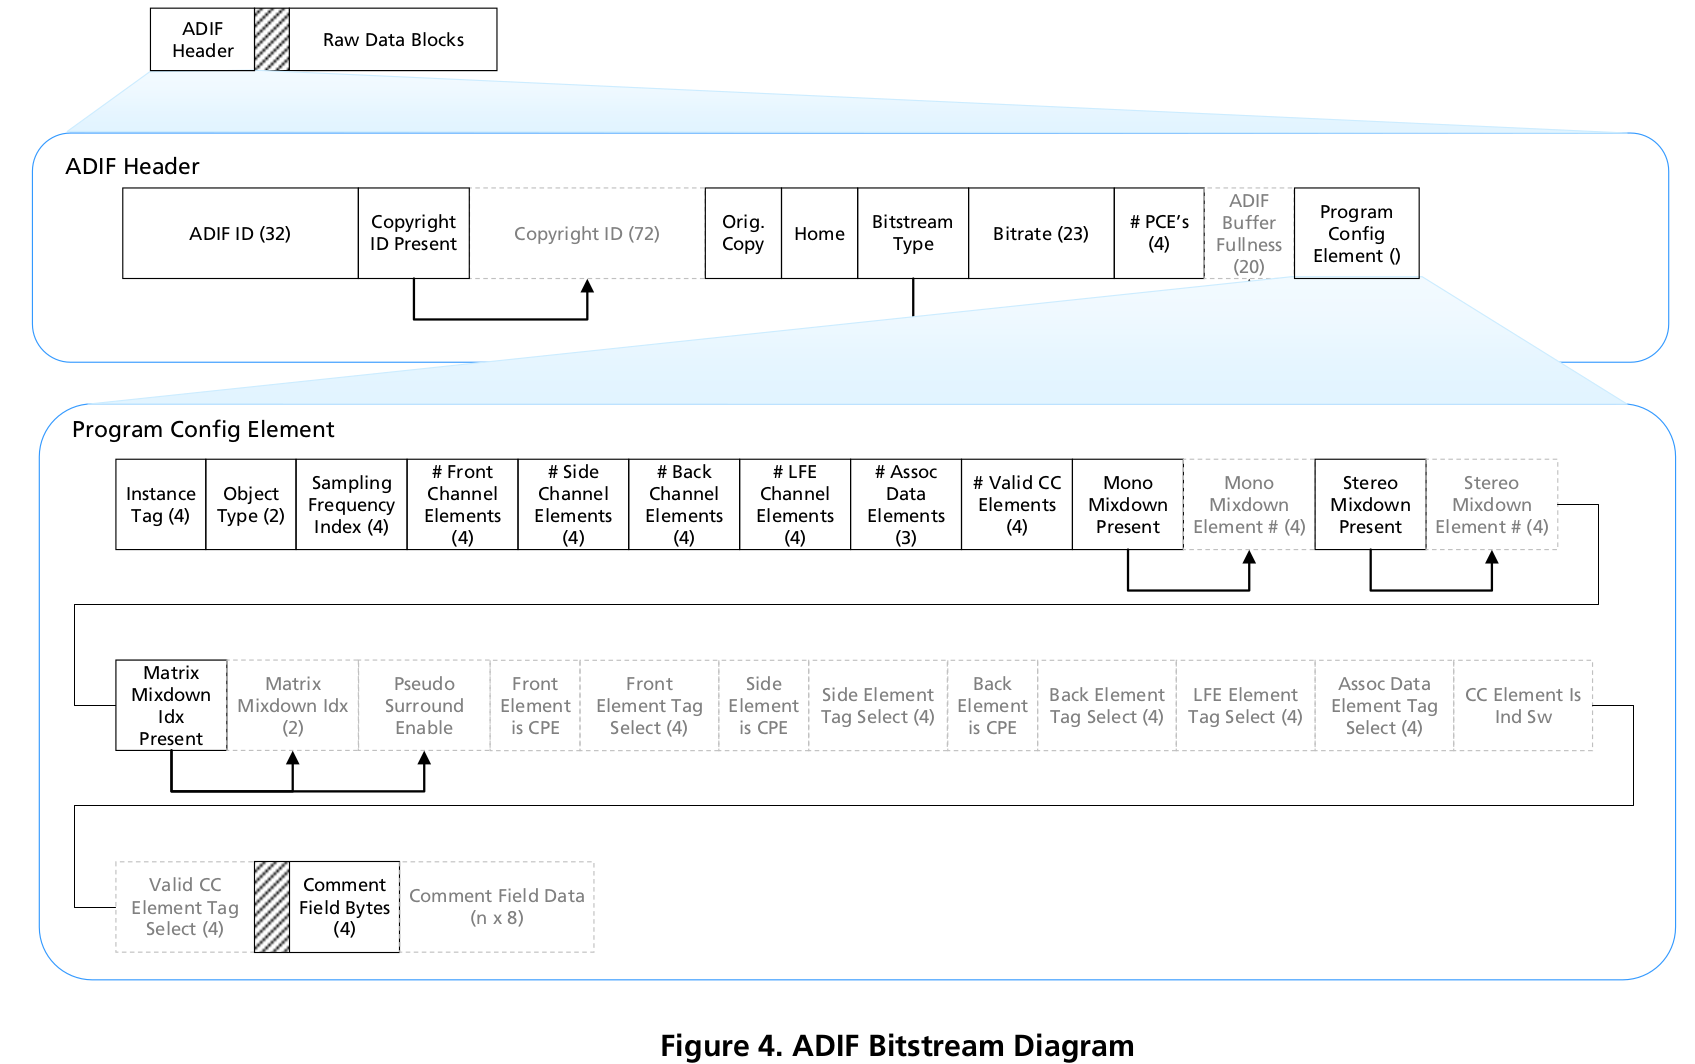 ADIF
Header
Raw Data Blocks
ADIF Header
ADIF ID (32)
Copyright
ID Present
Copyright ID (72)
Orig.
Copy
Home
Bitstream
Type
Bitrate (23)
# PCE’s
(4)
ADIF
Buffer
Fullness
(20)
Program
Config
Element ()
Program Config Element
Instance
Tag (4)
Object
Type (2)
Sampling
Frequency
Index (4)
# Front
Channel
Elements
(4)
# Side
Channel
Elements
(4)
# Back
Channel
Elements
(4)
# LFE
Channel
Elements
(4)
# Assoc
Data
Elements
(3)
# Valid CC
Elements
(4)
Mono
Mixdown
Present
Mono
Mixdown
Element # (4)
Stereo
Mixdown
Present
Stereo
Mixdown
Element # (4)
Matrix
Mixdown
Idx
Present
Matrix
Mixdown Idx
(2)
Pseudo
Surround
Enable
Front
Element
is CPE
Front
Element Tag
Select (4)
Side
Element
is CPE
Side Element
Tag Select (4)
Back
Element
is CPE
Back Element
Tag Select (4)
LFE Element
Tag Select (4)
Assoc Data
Element Tag
Select (4)
CC Element Is
Ind Sw
Valid CC
Element Tag
Select (4)
Comment
Field Bytes
(4)
Comment Field Data
(n x 8)
Figure 4. ADIF Bitstream Diagram